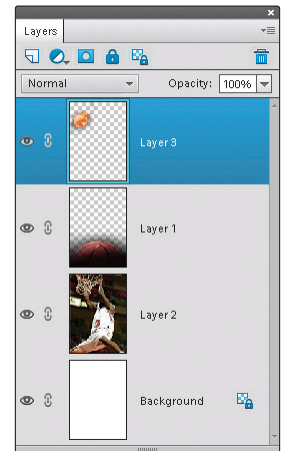 Layers
Normal Opacity: 100%
Layer 3
Layer 1
Layer 2
Background